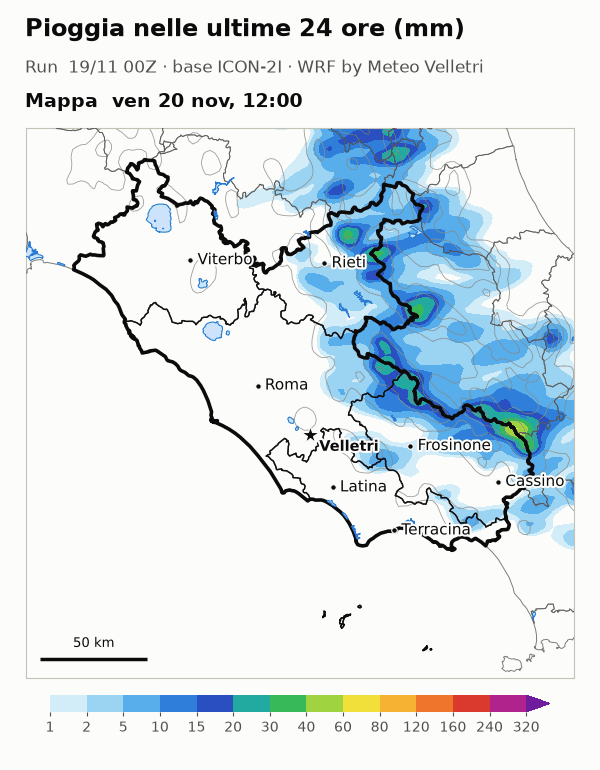 Pioggia nelle ultime 24 ore (mm)
Run 19/11 00Z · base ICON-2I · WRF by Meteo Velletri
Mappa ven 20 nov, 12:00
Viterbo
Rieti
Roma
Velletri
Frosinone
Latina
Cassino
Terracina
50 km
1 2 5 10 15 20 30 40 60 80 120 160 240 320